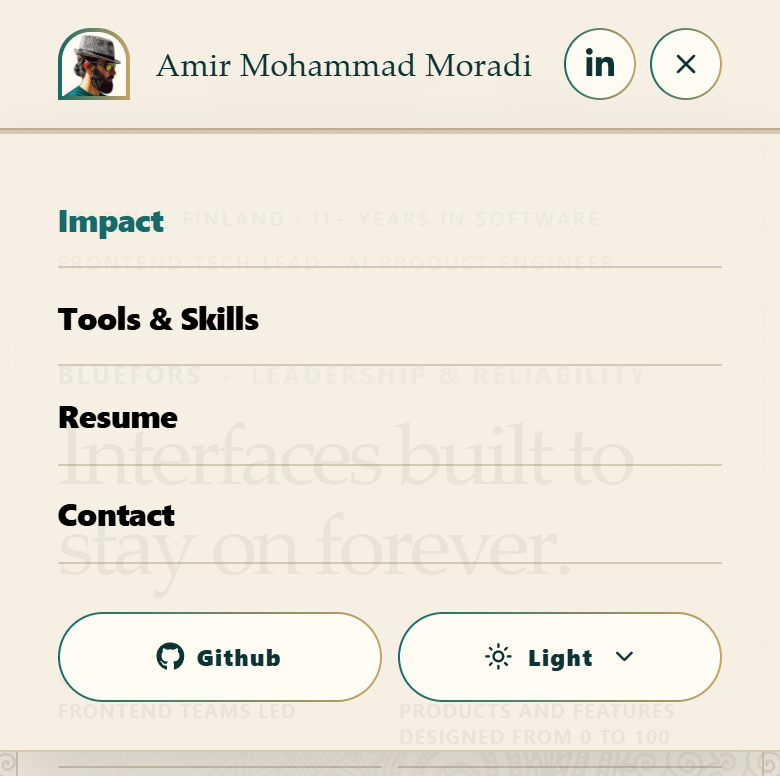 Amir Mohammad Moradi
in
Impact
FINLAND · 11+ YEARS IN SOFTWARE
FRONTEND TECH LEAD · AI PRODUCT ENGINEER
Tools & Skills
BLUEFORS › LEADERSHIP & RELIABILITY
Resume
Interfaces built to
Contact
stay on forever.
Github
Light
FRONTEND TEAMS LED
PRODUCTS AND FEATURES
DESIGNED FROM 0 TO 100